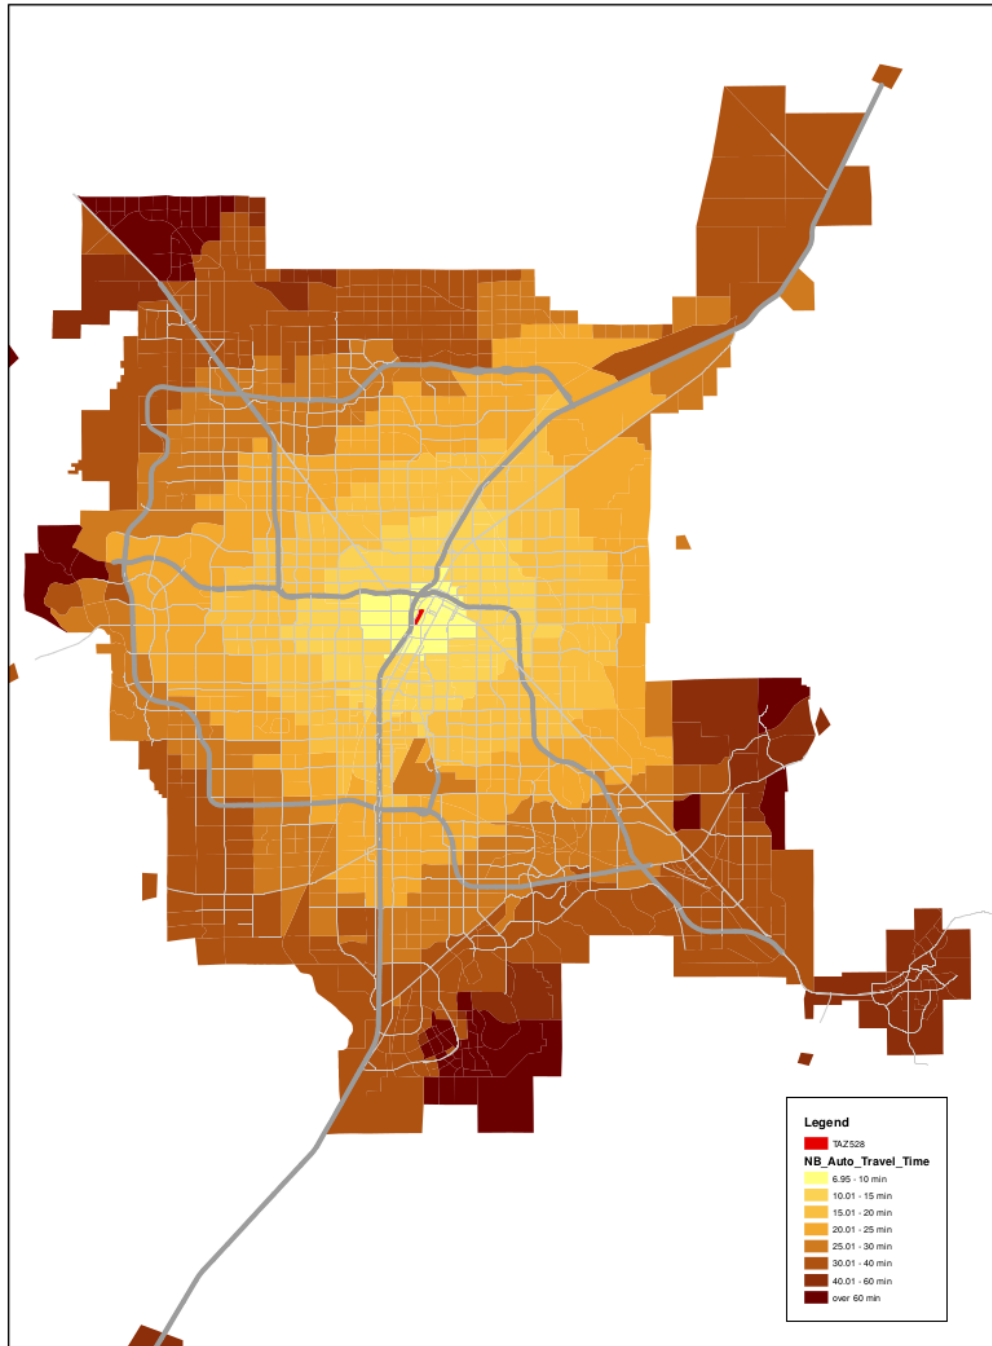 Legend
TAZ528
NB_Auto_Travel_Time
6.95 - 10 min
10.01 - 15 min
15.01 - 20 min
20.01 - 25 min
25.01 - 30 min
30.01 - 40 min
40.01 - 60 min
over 60 min